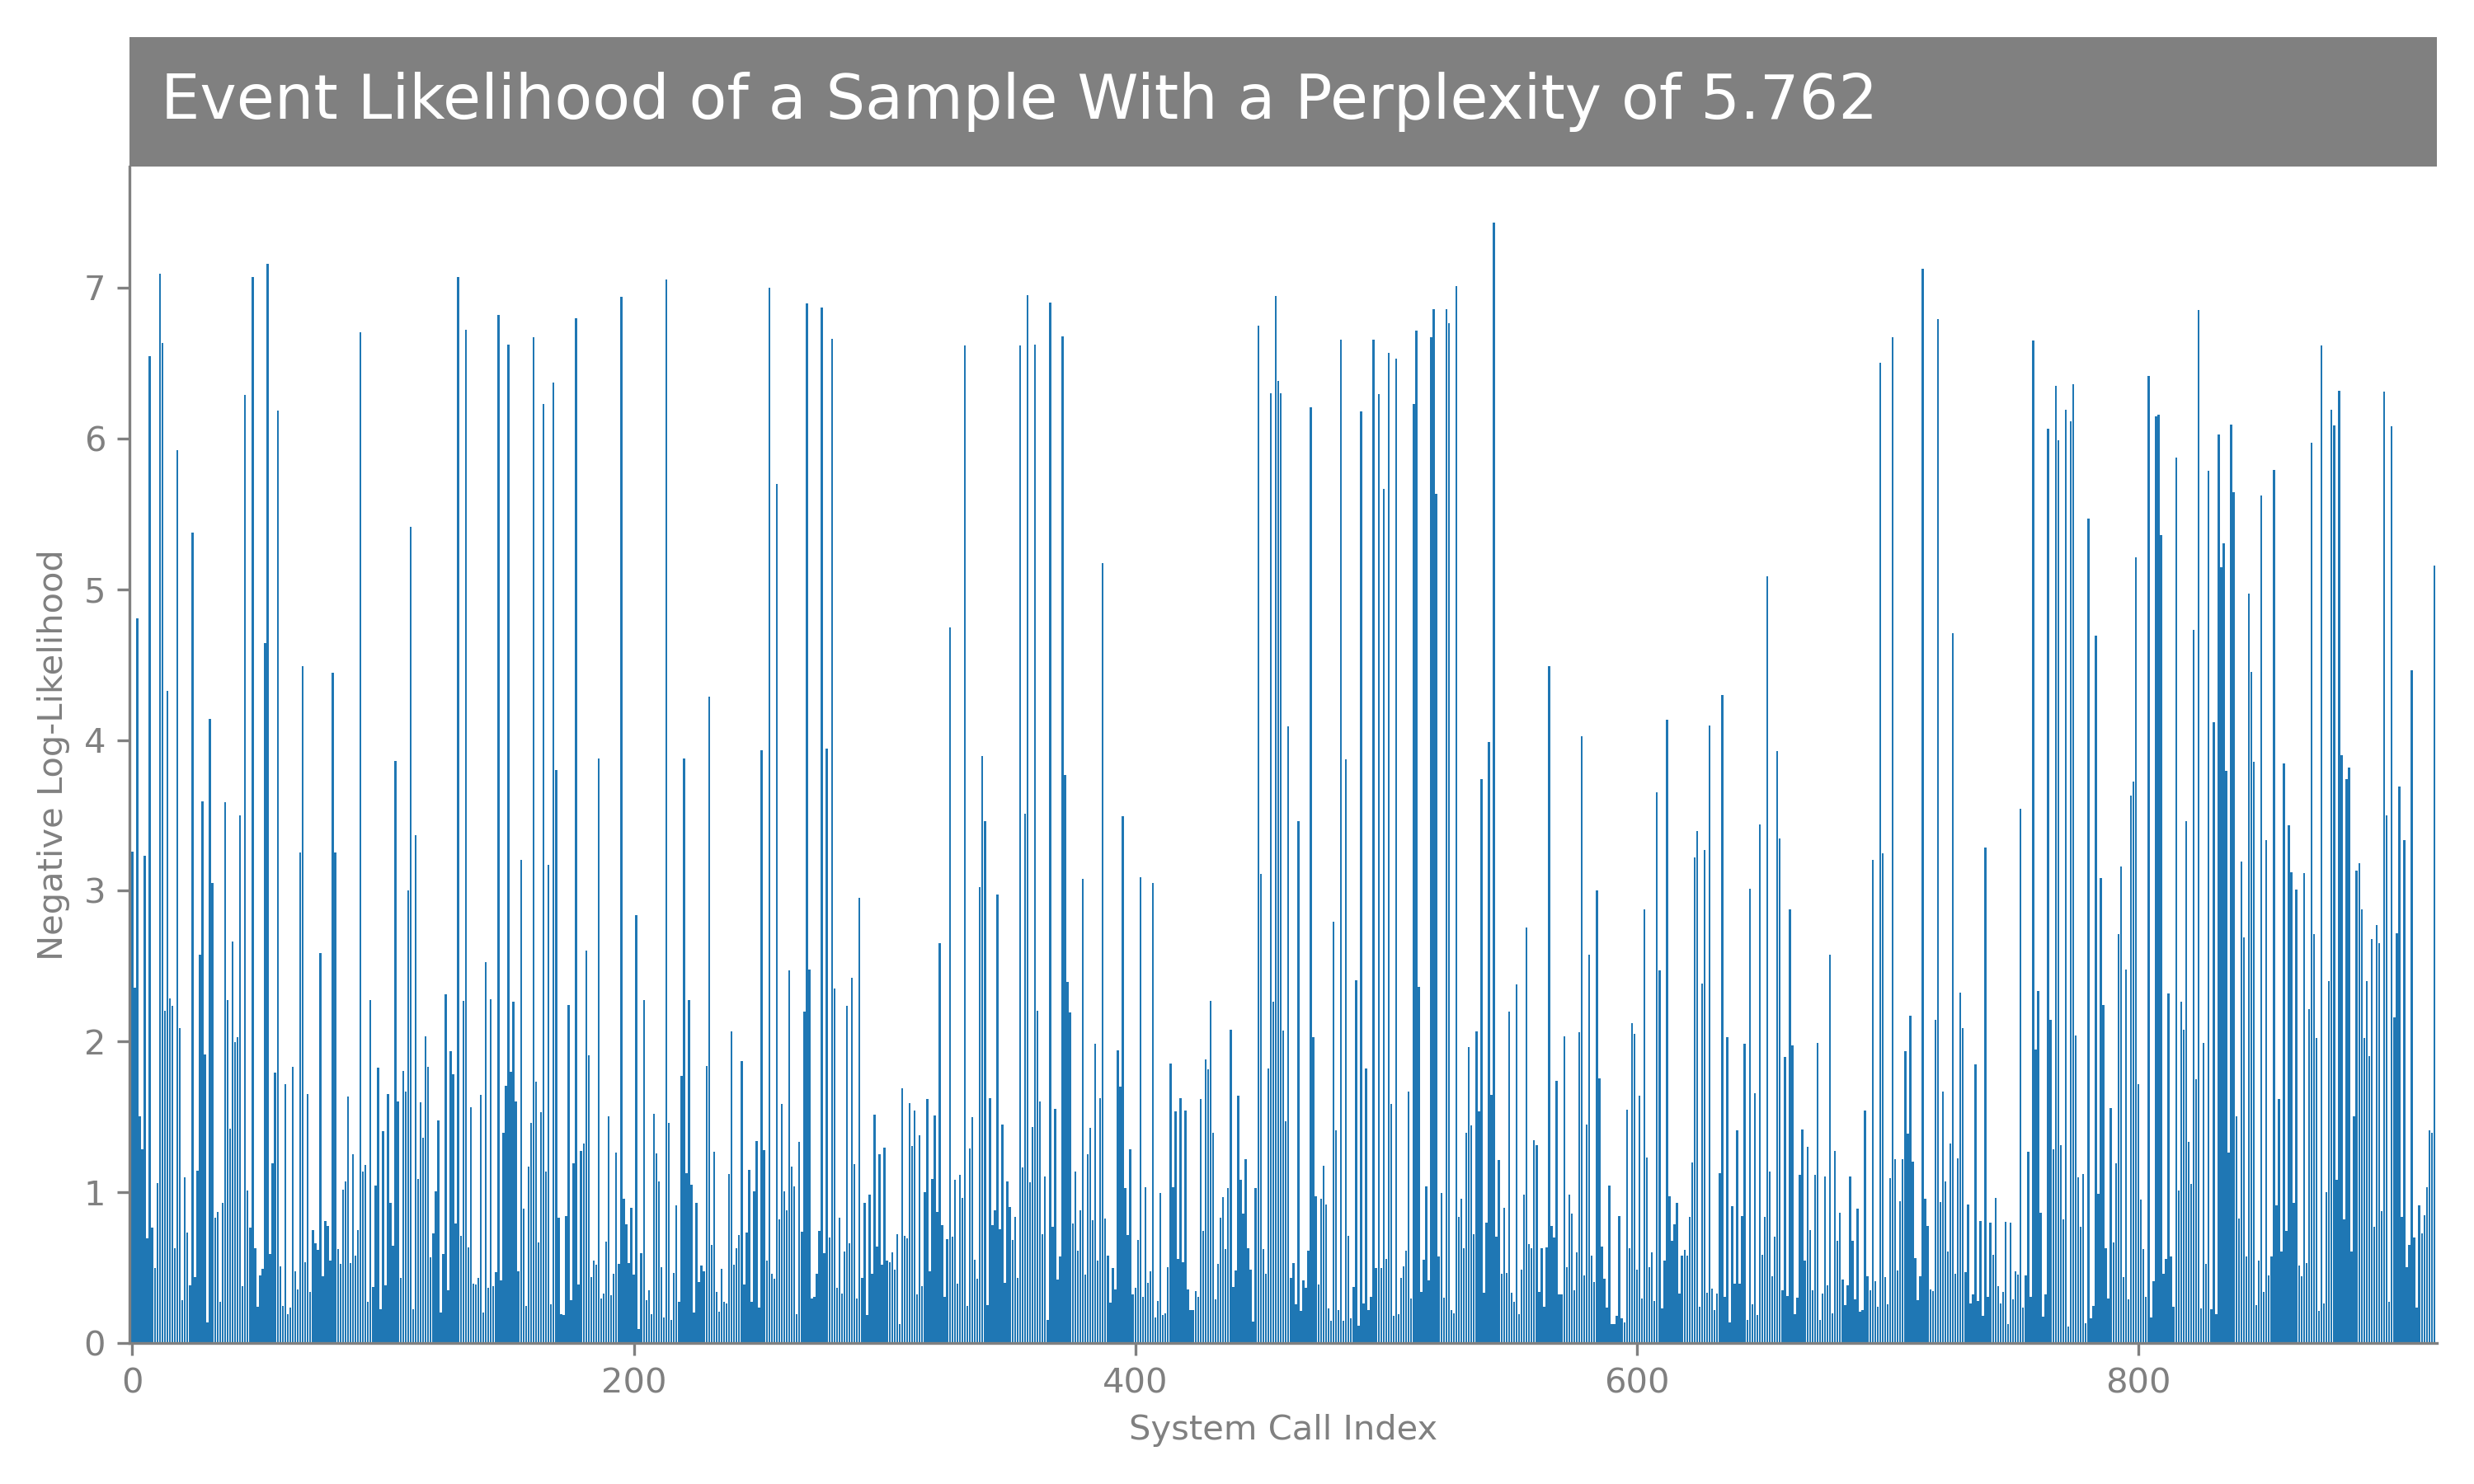 Event Likelihood of a Sample With a Perplexity of 5.762
7
6
5
4
3
2
1
0
Negative Log-Likelihood
0 200 400 600 800
System Call Index